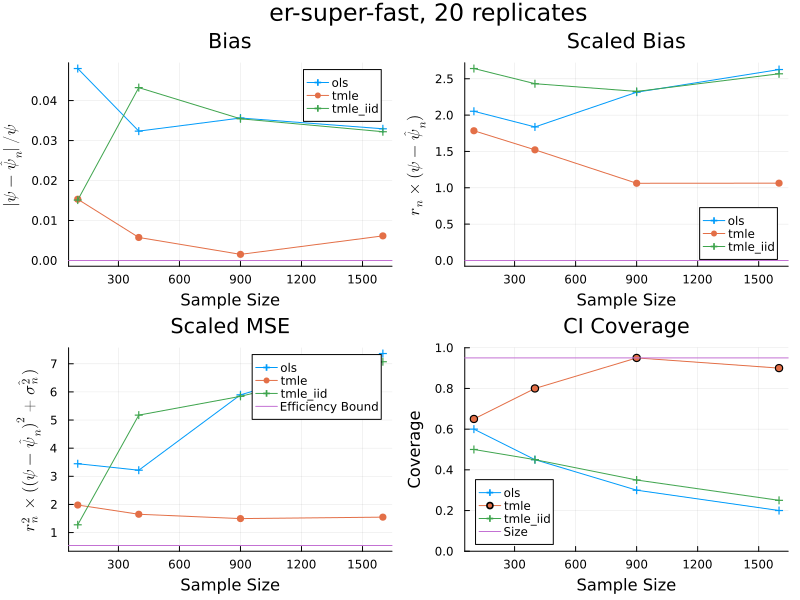 er-super-fast, 20 replicates
Bias
|ψ − ψ̂ₙ| / ψ
0.04
0.03
0.02
0.01
0.00
ols
tmle
tmle_iid
300 600 900 1200 1500
Sample Size
Scaled Bias
rₙ × (ψ − ψ̂ₙ)
2.5
2.0
1.5
1.0
0.5
0.0
ols
tmle
tmle_iid
300 600 900 1200 1500
Sample Size
Scaled MSE
rₙ² × ((ψ − ψ̂ₙ)² + σ̂ₙ²)
7
6
5
4
3
2
1
ols
tmle
tmle_iid
Efficiency Bound
300 600 900 1200 1500
Sample Size
CI Coverage
Coverage
1.0
0.8
0.6
0.4
0.2
0.0
ols
tmle
tmle_iid
Size
300 600 900 1200 1500
Sample Size